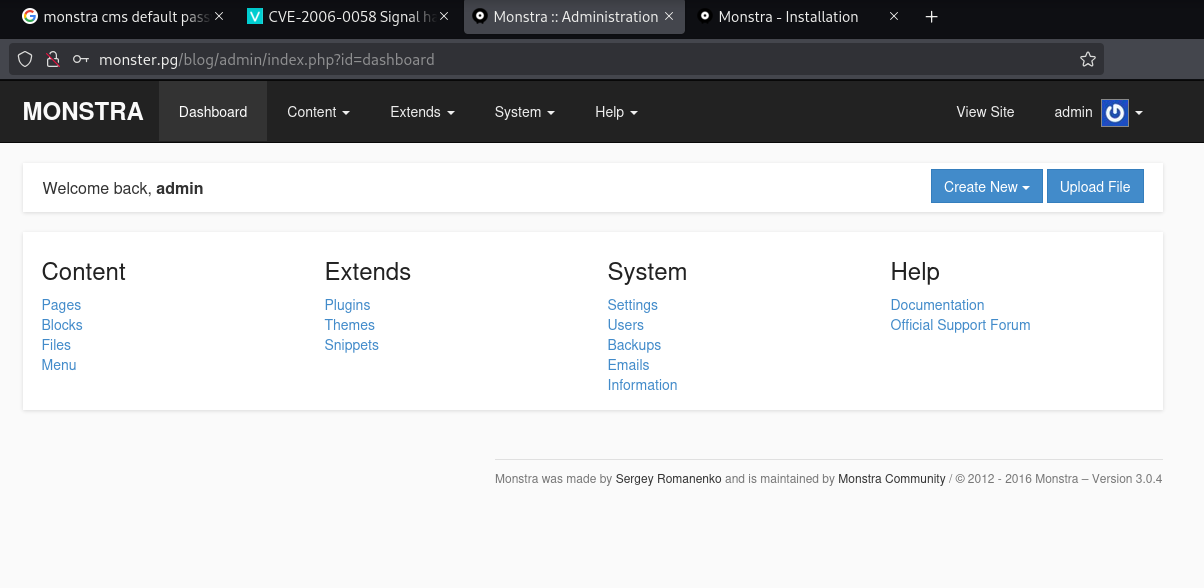 monstra cms default pass
CVE-2006-0058 Signal ha
Monstra :: Administration
Monstra - Installation
monster.pg/blog/admin/index.php?id=dashboard
MONSTRA Dashboard Content Extends System Help View Site admin
Welcome back, admin Create New Upload File
Content
Pages
Blocks
Files
Menu
Extends
Plugins
Themes
Snippets
System
Settings
Users
Backups
Emails
Information
Help
Documentation
Official Support Forum
Monstra was made by Sergey Romanenko and is maintained by Monstra Community / © 2012 - 2016 Monstra – Version 3.0.4